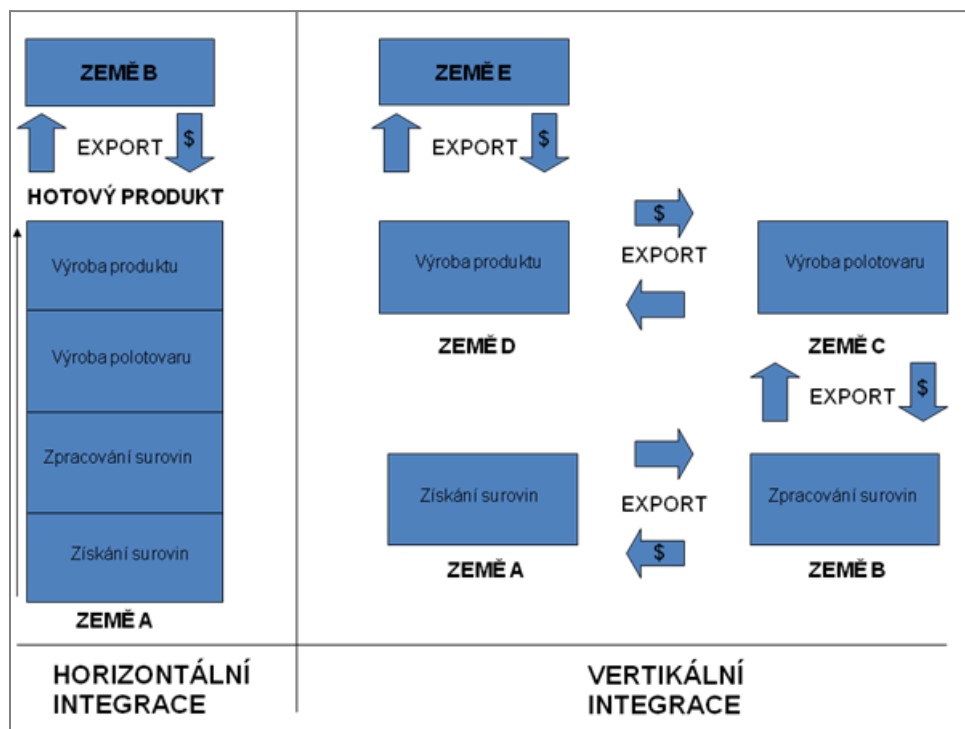 ZEMĚ B
EXPORT
$
HOTOVÝ PRODUKT
Výroba produktu
Výroba polotovaru
Zpracování surovin
Získání surovin
ZEMĚ A
HORIZONTÁLNÍ
INTEGRACE
ZEMĚ E
EXPORT
$
Výroba produktu
ZEMĚ D
$
EXPORT
Výroba polotovaru
ZEMĚ C
EXPORT
$
Získání surovin
ZEMĚ A
EXPORT
$
Zpracování surovin
ZEMĚ B
VERTIKÁLNÍ
INTEGRACE